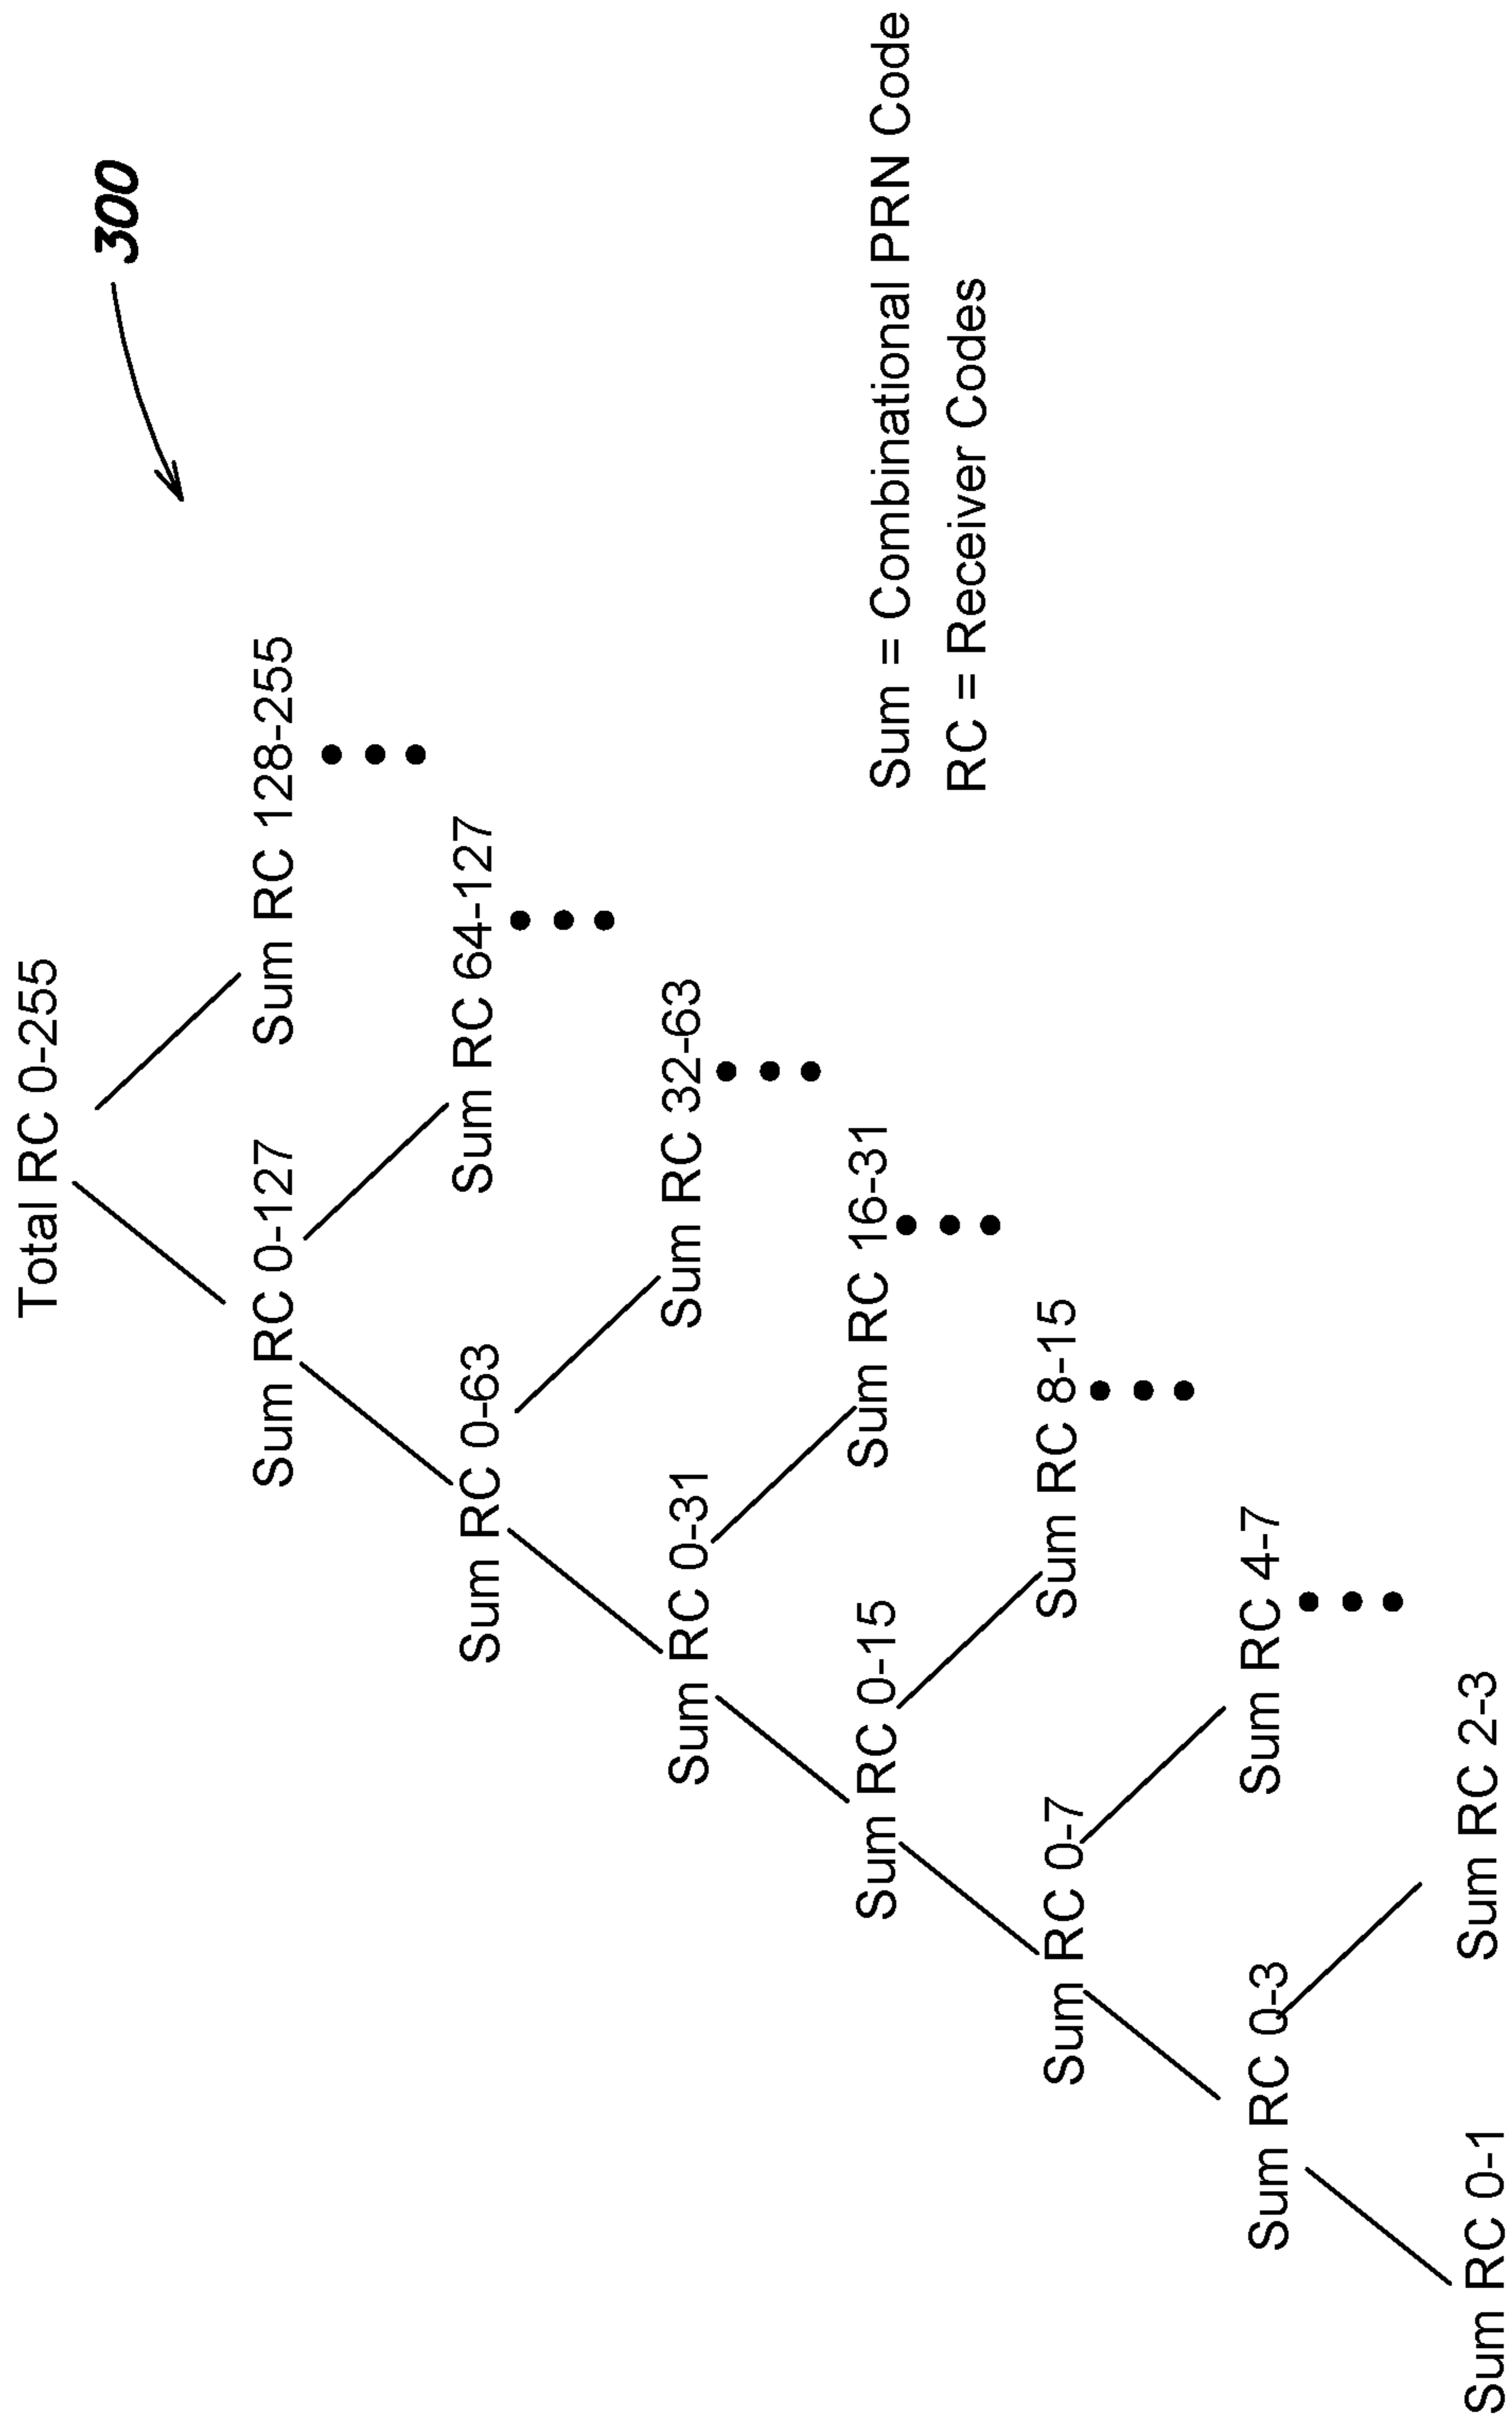 300
Total RC 0-255
Sum RC 0-127
Sum RC 128-255
Sum RC 0-63
Sum RC 64-127
Sum RC 0-31
Sum RC 32-63
Sum RC 0-15
Sum RC 16-31
Sum RC 0-7
Sum RC 8-15
Sum RC 0-3
Sum RC 4-7
Sum RC 0-1
Sum RC 2-3
Sum = Combinational PRN Code
RC = Receiver Codes